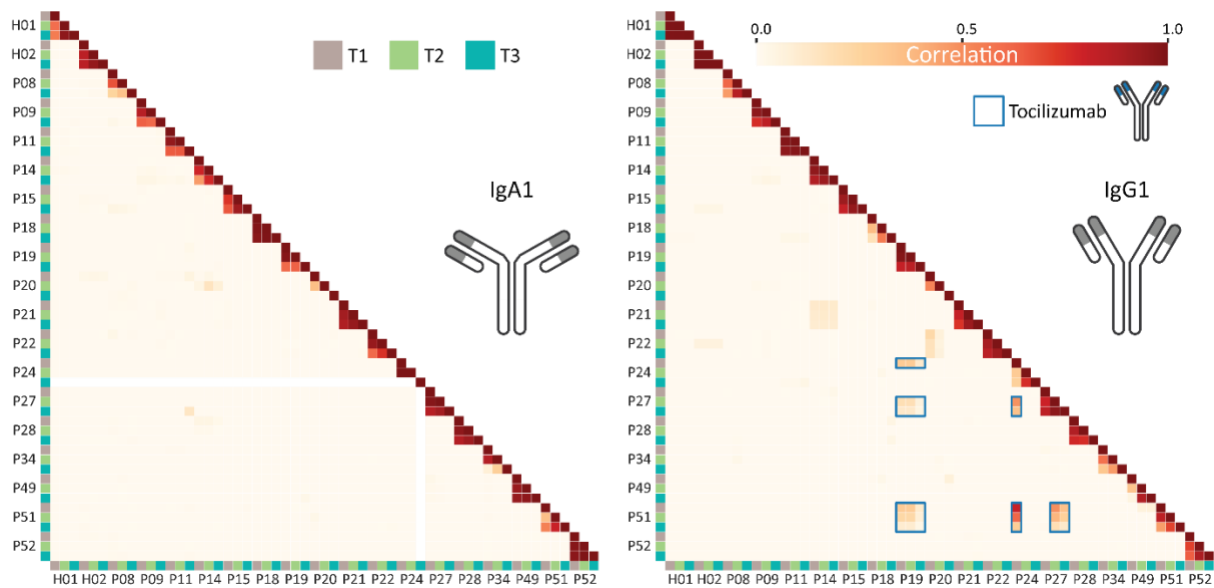 T1 T2 T3
IgA1
H01
H02
P08
P09
P11
P14
P15
P18
P19
P20
P21
P22
P24
P27
P28
P34
P49
P51
P52
H01 H02 P08 P09 P11 P14 P15 P18 P19 P20 P21 P22 P24 P27 P28 P34 P49 P51 P52
0.0 0.5 1.0
Correlation
Tocilizumab
IgG1
H01
H02
P08
P09
P11
P14
P15
P18
P19
P20
P21
P22
P24
P27
P28
P34
P49
P51
P52
H01 H02 P08 P09 P11 P14 P15 P18 P19 P20 P21 P22 P24 P27 P28 P34 P49 P51 P52